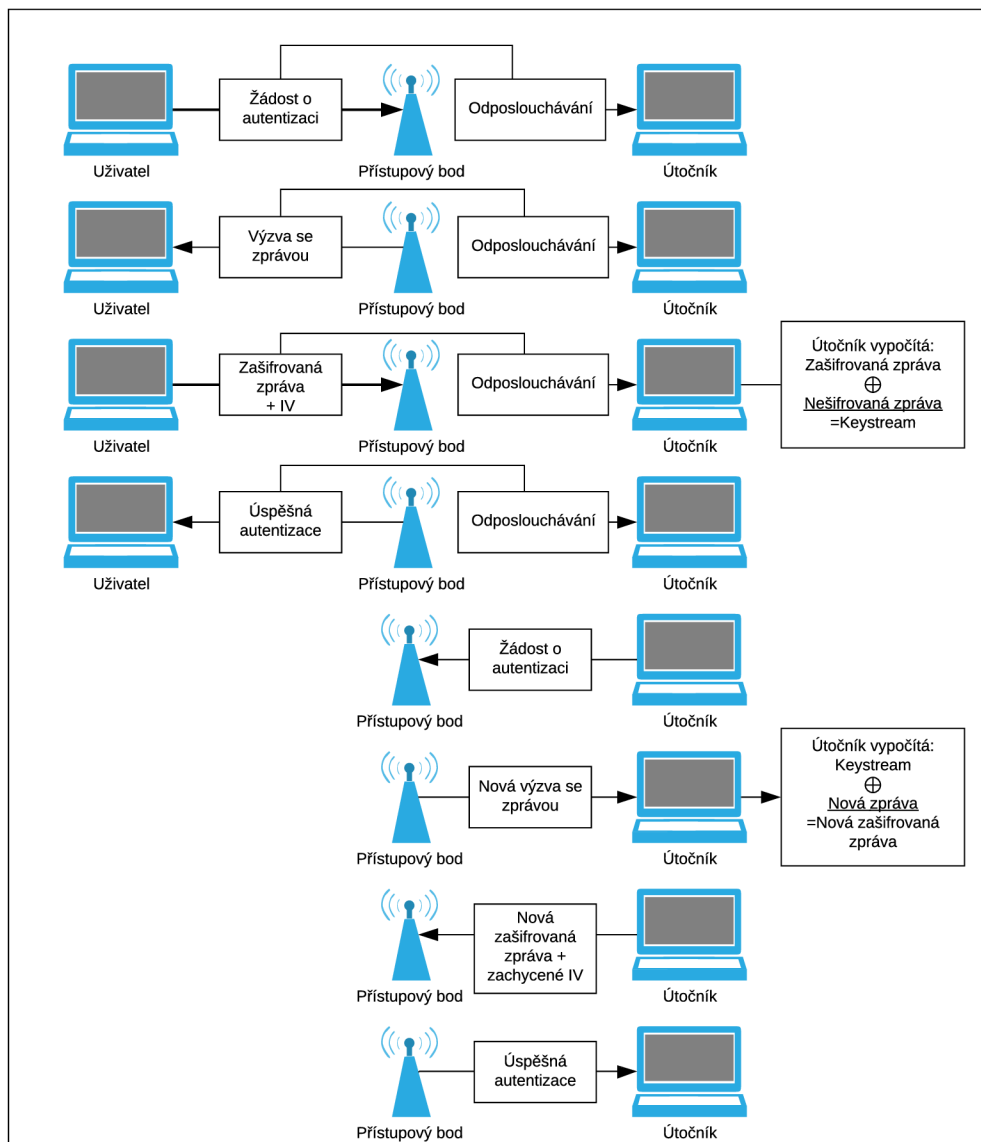 Žádost o
autentizaci
Odposlouchávání
Uživatel
Přístupový bod
Útočník
Výzva se
zprávou
Odposlouchávání
Uživatel
Přístupový bod
Útočník
Zašifrovaná
zpráva
+ IV
Odposlouchávání
Útočník vypočítá:
Zašifrovaná zpráva
⊕
Nešifrovaná zpráva
=Keystream
Uživatel
Přístupový bod
Útočník
Úspěšná
autentizace
Odposlouchávání
Uživatel
Přístupový bod
Útočník
Žádost o
autentizaci
Přístupový bod
Útočník
Nová výzva se
zprávou
Útočník vypočítá:
Keystream
⊕
Nová zpráva
=Nová zašifrovaná
zpráva
Přístupový bod
Útočník
Nová
zašifrovaná
zpráva +
zachycené IV
Přístupový bod
Útočník
Úspěšná
autentizace
Přístupový bod
Útočník